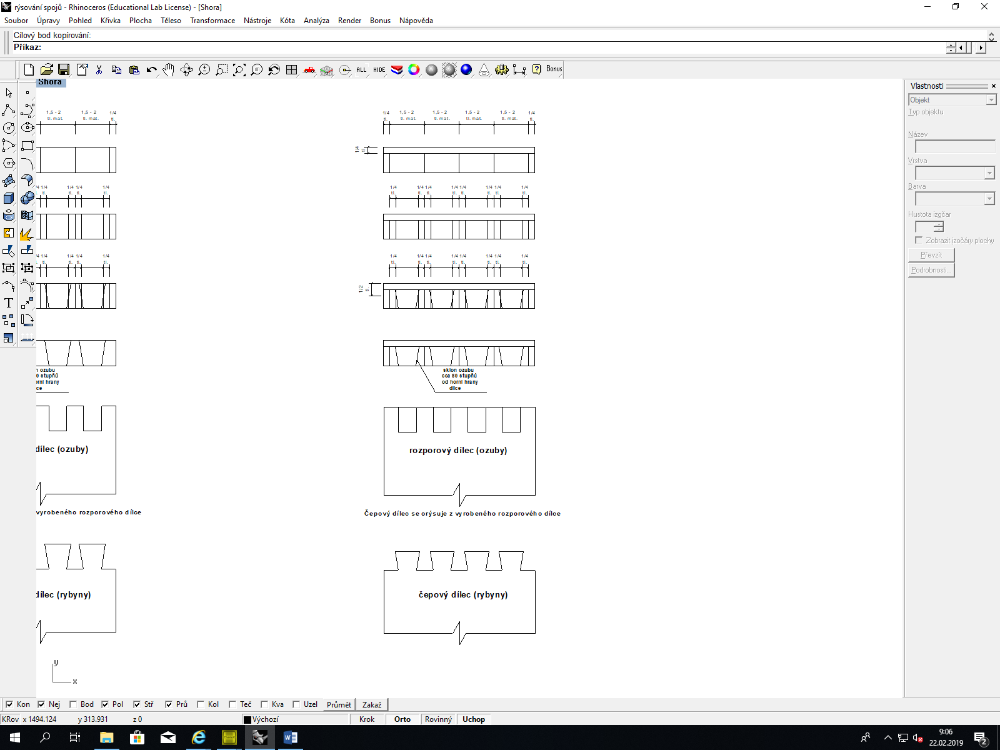 rýsování spojů - Rhinoceros (Educational Lab License) - [Shora]
Soubor Úpravy Pohled Křivka Plocha Těleso Transformace Nástroje Kóta Analýza Render Bonus Nápověda
Cílový bod kopírování:
Příkaz:
ALL HIDE Bonus
Shora
1,5 - 2 1,5 - 2 1/4
tl. mat. tl. mat. tl.
1/4 1,5 - 2 1,5 - 2 1,5 - 2 1,5 - 2 1/4
tl. tl. mat. tl. mat. tl. mat. tl. mat. tl.
1/4
tl.
1/4 1/4 1/4 1/4 1/4
tl. tl. tl. tl.
1/4 1/4 1/4 1/4 1/4 1/4 1/4 1/4
tl. tl. tl. tl. tl. tl. tl. tl.
1/4 1/4 1/4 1/4 1/4
tl. tl. tl. tl.
1/4 1/4 1/4 1/4 1/4 1/4 1/4 1/4
tl. tl. tl. tl. tl. tl. tl. tl.
1/2
tl.
n ozubu
0 stupňů
orní hrany
lce
sklon ozubu
cca 80 stupňů
od horní hrany
dílce
dílec (ozuby)
rozporový dílec (ozuby)
vyrobeného rozporového dílce
Čepový dílec se orýsuje z vyrobeného rozporového dílce
dílec (rybyny)
čepový dílec (rybyny)
y
x
Vlastnosti
Objekt
Typ objektu
Název
Vrstva
Barva
Hustota izočar
Zobrazit izočáry plochy
Převzít
Podrobnosti...
Kon Nej Bod Pol Stř Prů Kol Teč Kva Uzel Průmět Zakaž
KRov x 1494.124 y 313.931 z 0 Výchozí Krok Orto Rovinný Uchop
9:06
22.02.2019
2